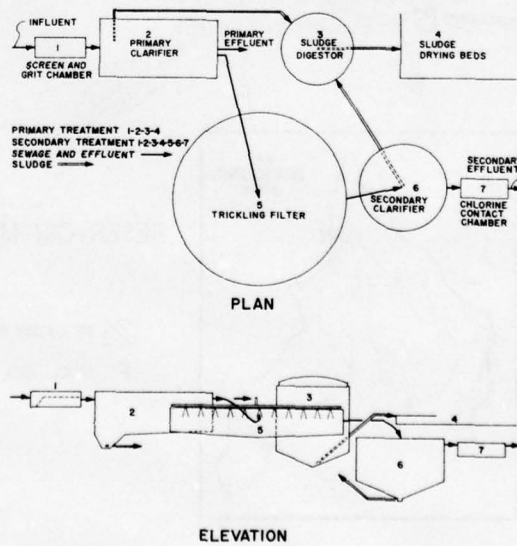 INFLUENT
1
SCREEN AND
GRIT CHAMBER
2
PRIMARY
CLARIFIER
PRIMARY
EFFLUENT
3
SLUDGE
DIGESTOR
4
SLUDGE
DRYING BEDS
PRIMARY TREATMENT 1-2-3-4
SECONDARY TREATMENT 1-2-3-4-5-6-7
SEWAGE AND EFFLUENT
SLUDGE
5
TRICKLING FILTER
6
SECONDARY
CLARIFIER
SECONDARY
EFFLUENT
7
CHLORINE
CONTACT
CHAMBER
PLAN
1
2
3
4
5
6
7
ELEVATION